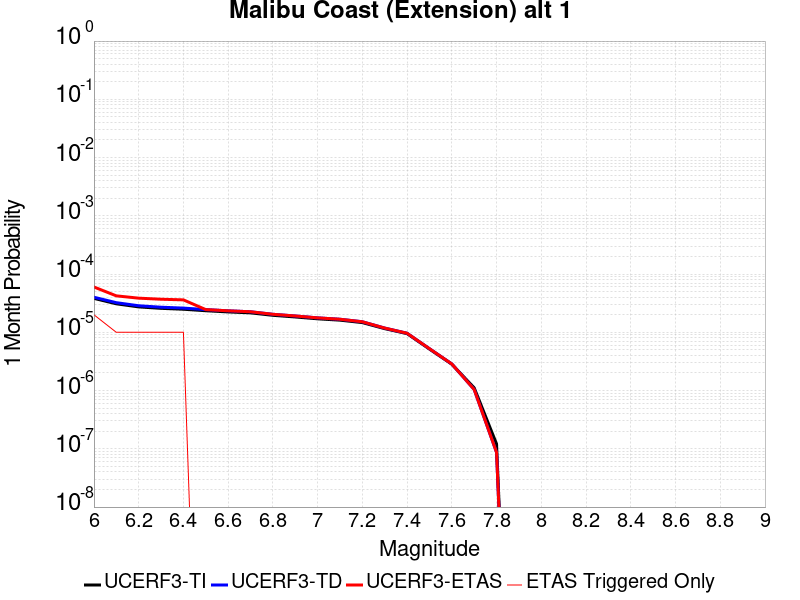 Malibu Coast (Extension) alt 1
1 Month Probability
10^0
10^-1
10^-2
10^-3
10^-4
10^-5
10^-6
10^-7
10^-8
6 6.2 6.4 6.6 6.8 7 7.2 7.4 7.6 7.8 8 8.2 8.4 8.6 8.8 9
Magnitude
UCERF3-TI UCERF3-TD UCERF3-ETAS ETAS Triggered Only